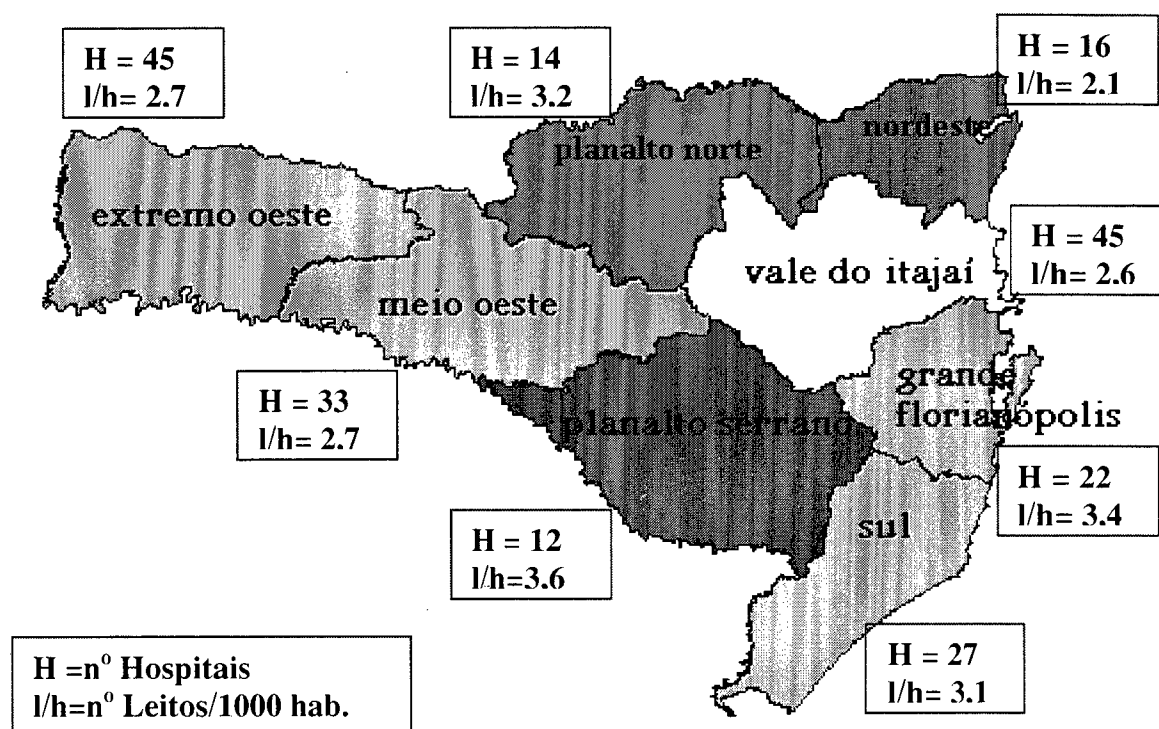 H = 45
l/h= 2.7
H = 14
l/h= 3.2
H = 16
l/h= 2.1
nordeste
planalto norte
extremo oeste
H = 45
l/h= 2.6
vale do itajaí
meio oeste
grande
florianópolis
H = 33
l/h= 2.7
planalto serrano
H = 22
l/h= 3.4
sul
H = 12
l/h=3.6
H = 27
l/h= 3.1
H =nº Hospitais
l/h=nº Leitos/1000 hab.